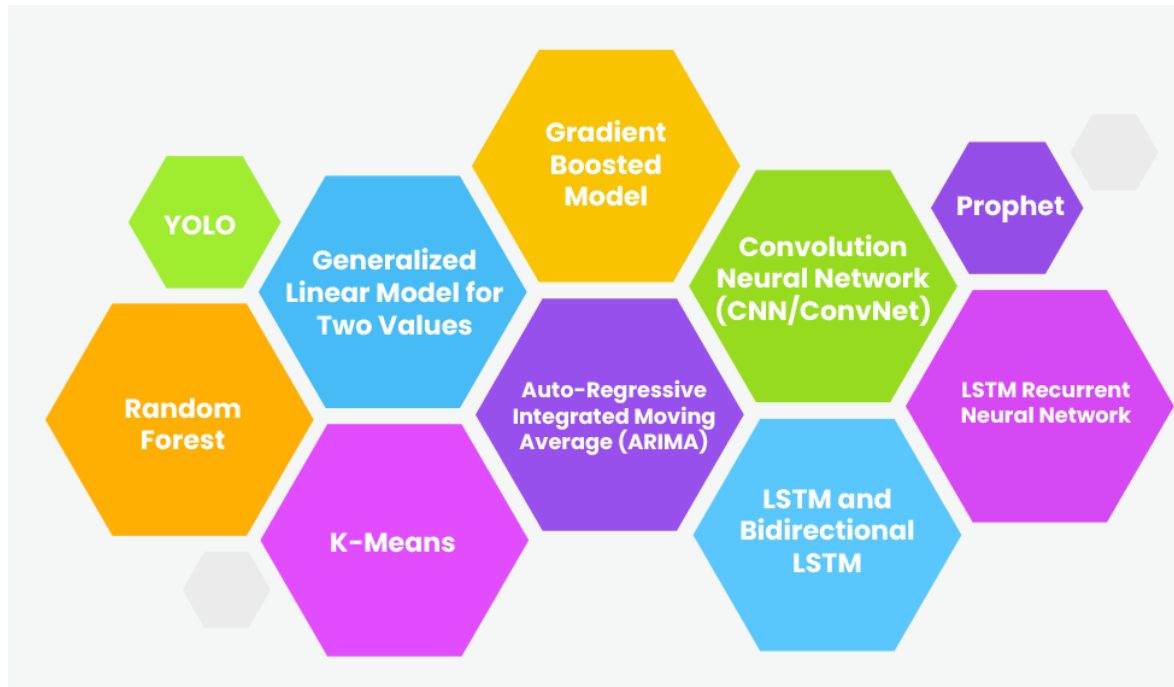 Gradient
Boosted
Model
YOLO
Prophet
Generalized
Linear Model for
Two Values
Convolution
Neural Network
(CNN/ConvNet)
Random
Forest
Auto-Regressive
Integrated Moving
Average (ARIMA)
LSTM Recurrent
Neural Network
K-Means
LSTM and
Bidirectional
LSTM